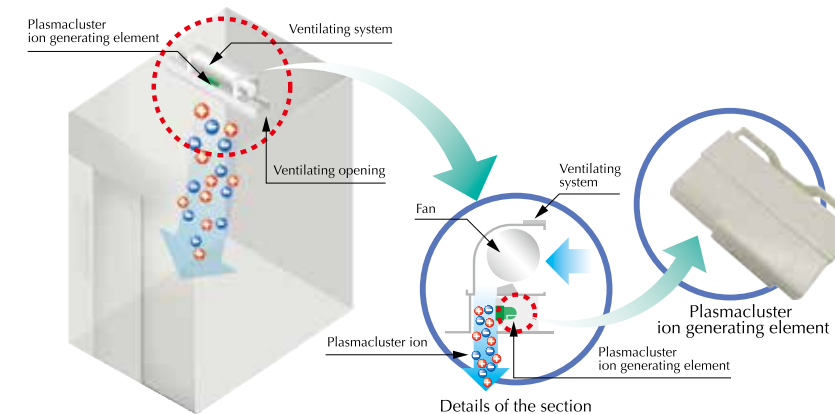 Plasmacluster
ion generating element
Ventilating system
Ventilating opening
Ventilating
system
Fan
Plasmacluster ion
Plasmacluster
ion generating element
Details of the section
Plasmacluster
ion generating element